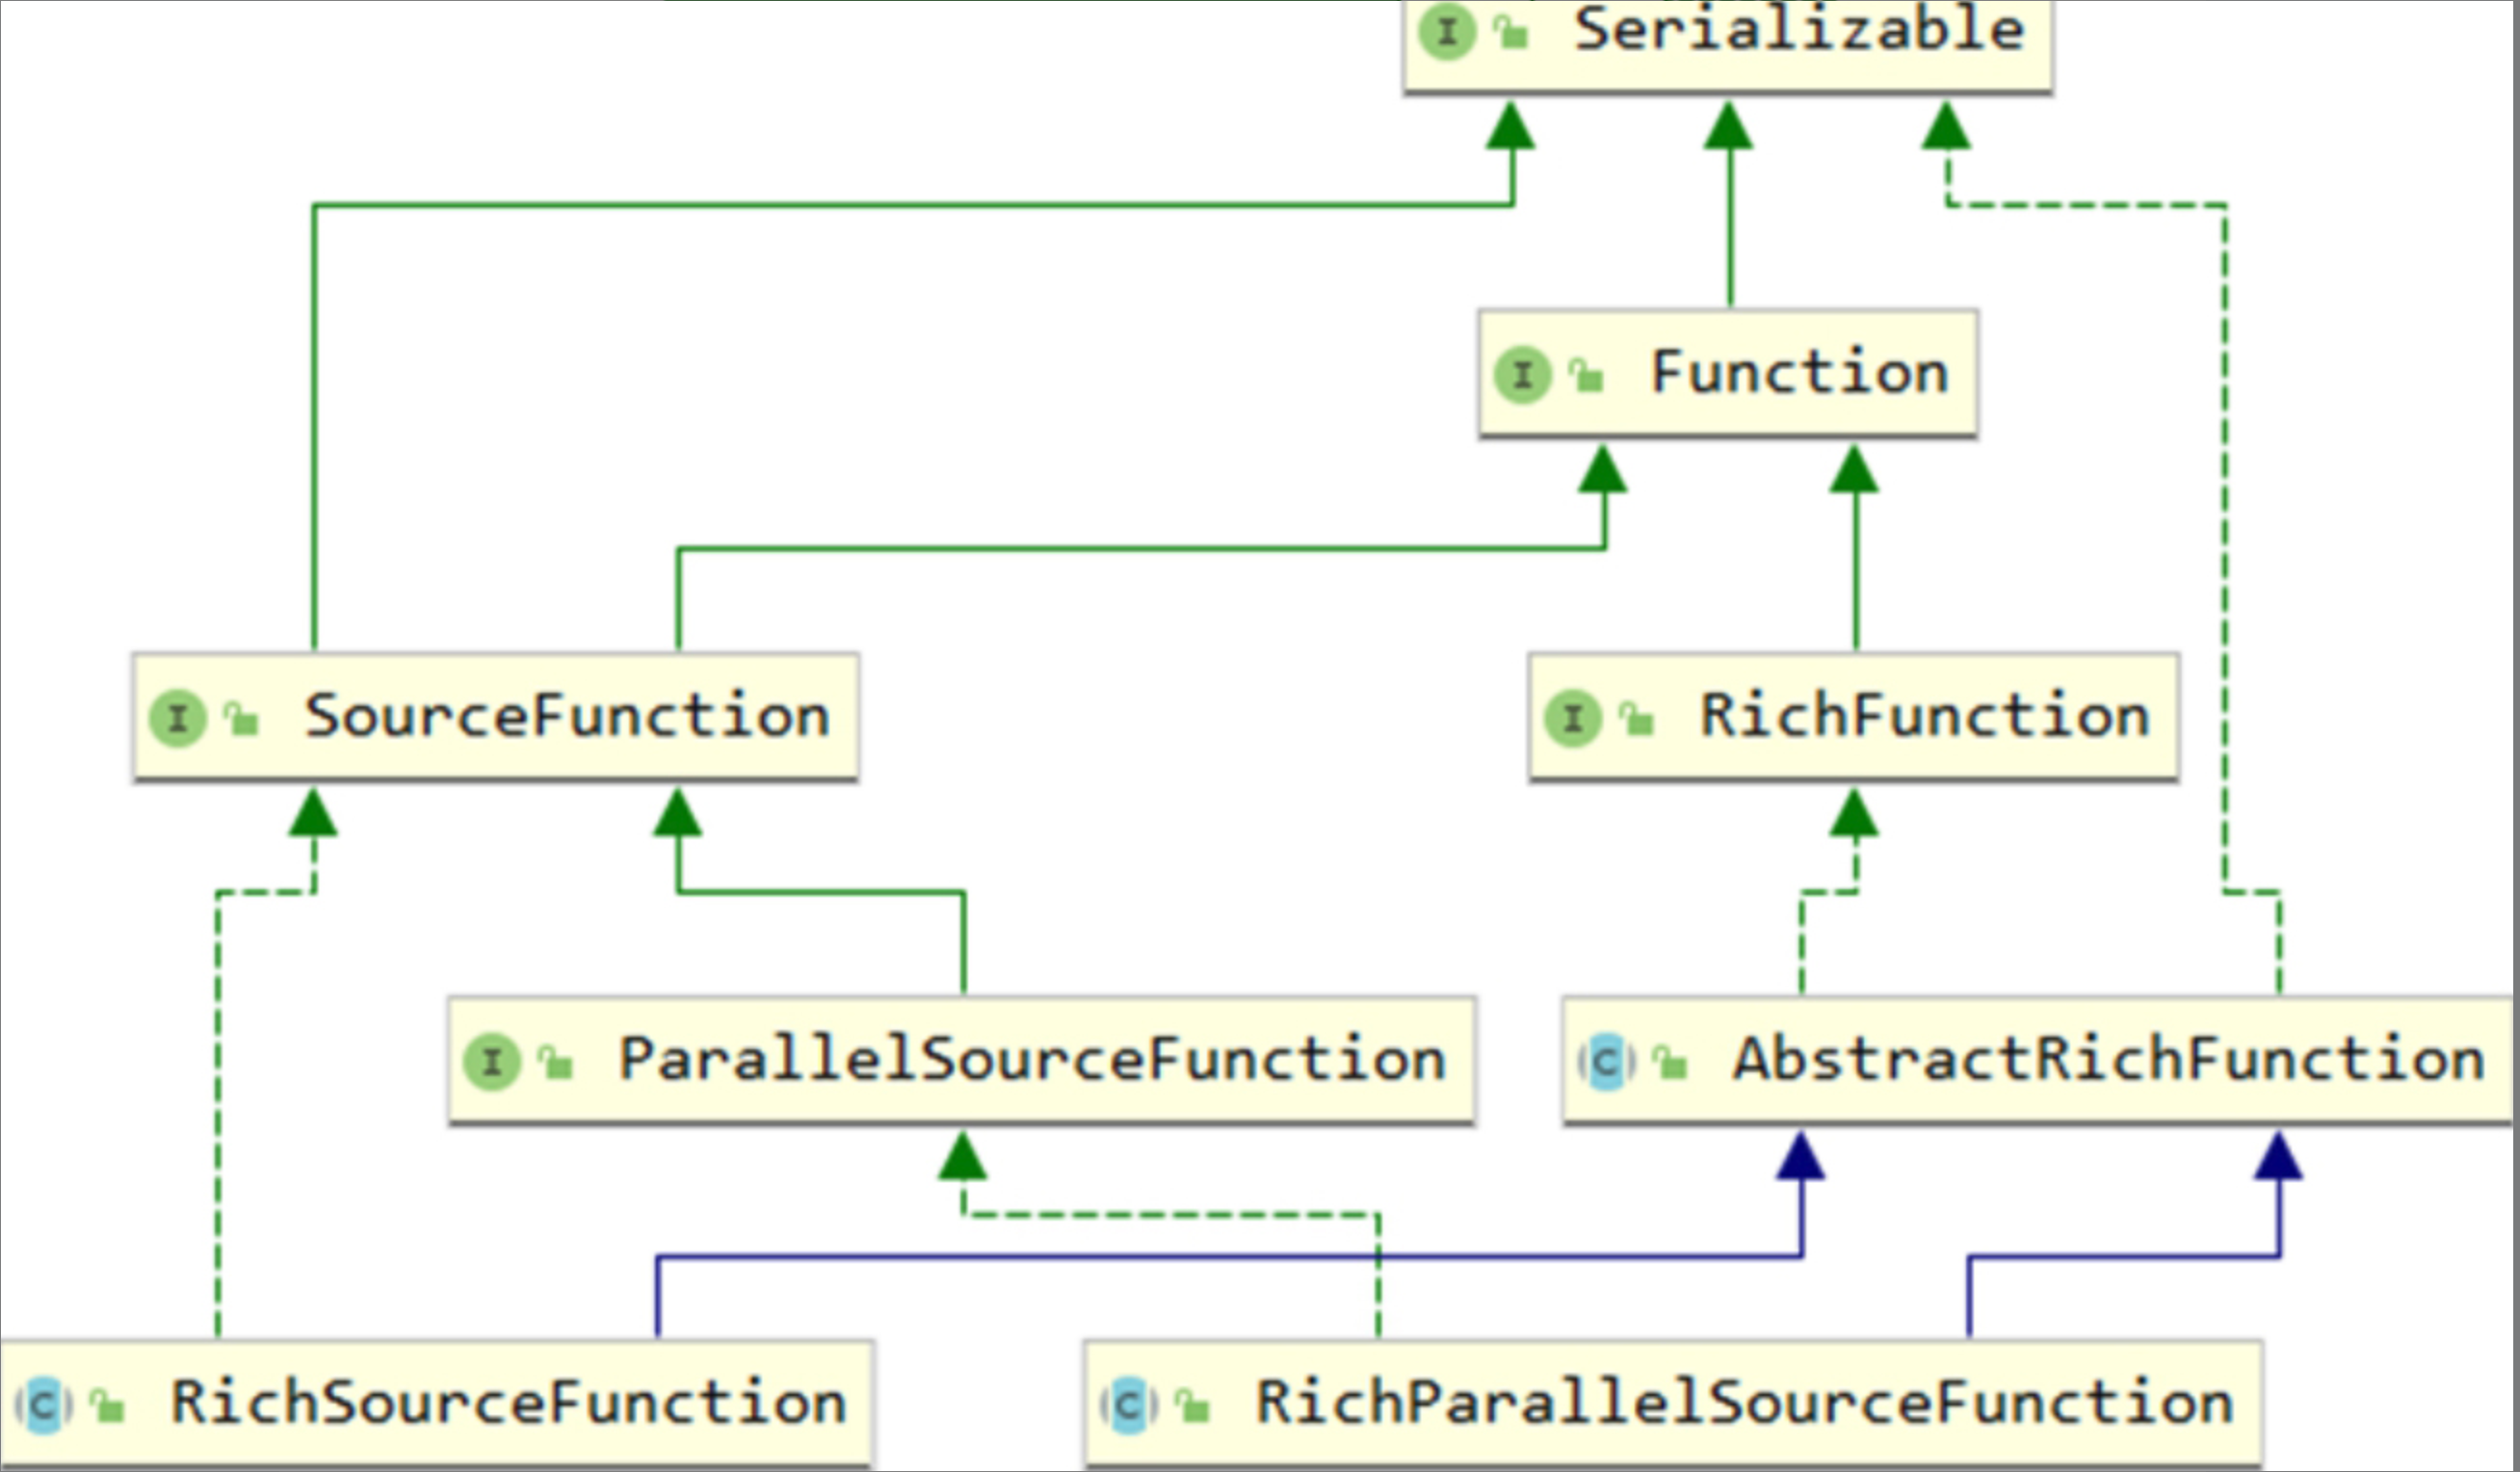 I Serializable
I Function
I SourceFunction
I RichFunction
I ParallelSourceFunction
C AbstractRichFunction
C RichSourceFunction
C RichParallelSourceFunction